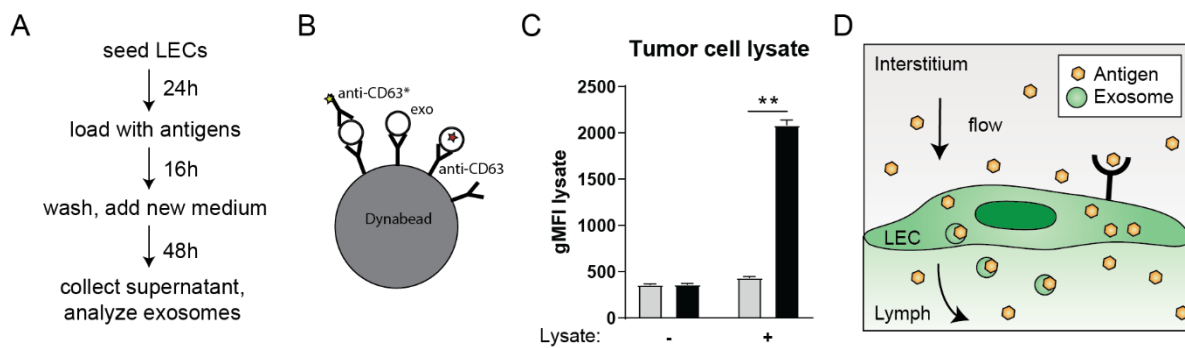 A
seed LECs
24h
load with antigens
16h
wash, add new medium
48h
collect supernatant,
analyze exosomes
B
anti-CD63*
exo
anti-CD63
Dynabead
C
Tumor cell lysate
gMFI lysate
2500
2000
1500
1000
500
0
**
Lysate: - +
D
Interstitium
Antigen
Exosome
flow
LEC
Lymph